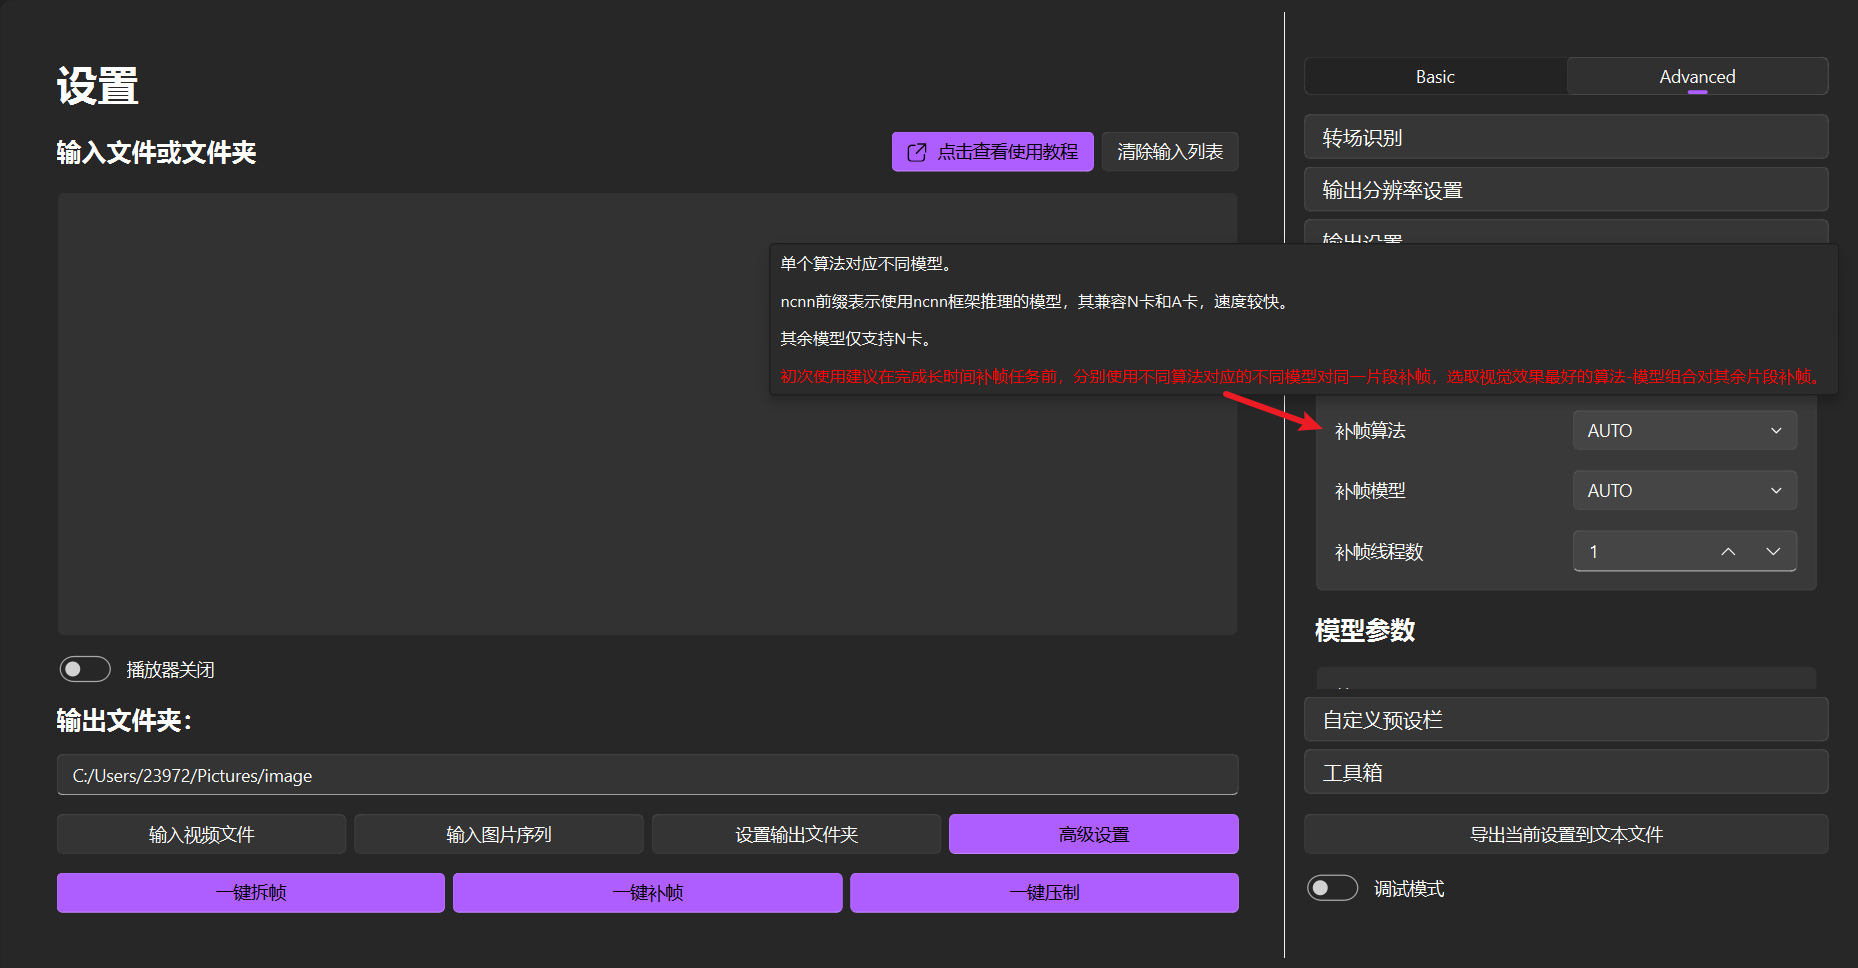 设置
输入文件或文件夹
点击查看使用教程
清除输入列表
播放器关闭
输出文件夹：
C:/Users/23972/Pictures/image
输入视频文件
输入图片序列
设置输出文件夹
高级设置
一键拆帧
一键补帧
一键压制
Basic
Advanced
转场识别
输出分辨率设置
输出设置
单个算法对应不同模型。
ncnn前缀表示使用ncnn框架推理的模型，其兼容N卡和A卡，速度较快。
其余模型仅支持N卡。
初次使用建议在完成长时间补帧任务前，分别使用不同算法对应的不同模型对同一片段补帧，选取视觉效果最好的算法-模型组合对其余片段补帧。
补帧算法
AUTO
补帧模型
AUTO
补帧线程数
1
模型参数
自定义预设栏
工具箱
导出当前设置到文本文件
调试模式